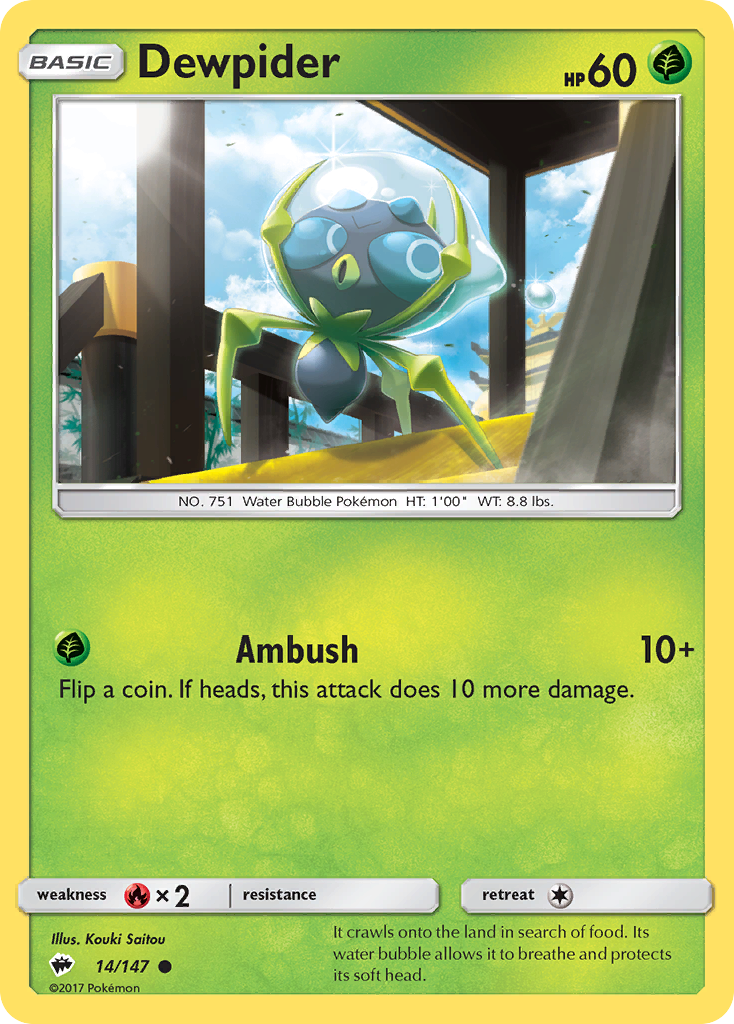 BASIC Dewpider HP60
NO. 751 Water Bubble Pokémon HT: 1'00" WT: 8.8 lbs.
Ambush 10+
Flip a coin. If heads, this attack does 10 more damage.
weakness ×2 resistance retreat
Illus. Kouki Saitou
14/147
©2017 Pokémon
It crawls onto the land in search of food. Its
water bubble allows it to breathe and protects
its soft head.